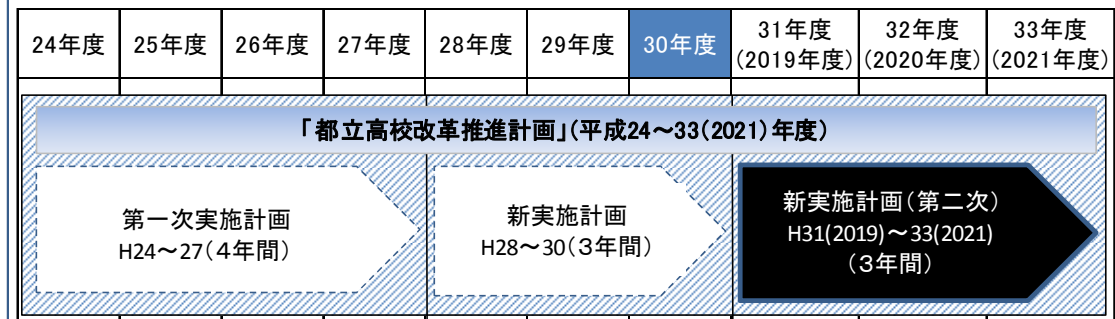 24年度 25年度 26年度 27年度 28年度 29年度 30年度 31年度 32年度 33年度
(2019年度) (2020年度) (2021年度)
「都立高校改革推進計画」(平成24～33(2021)年度)
第一次実施計画
H24～27(4年間)
新実施計画
H28～30(3年間)
新実施計画(第二次)
H31(2019)～33(2021)
(3年間)